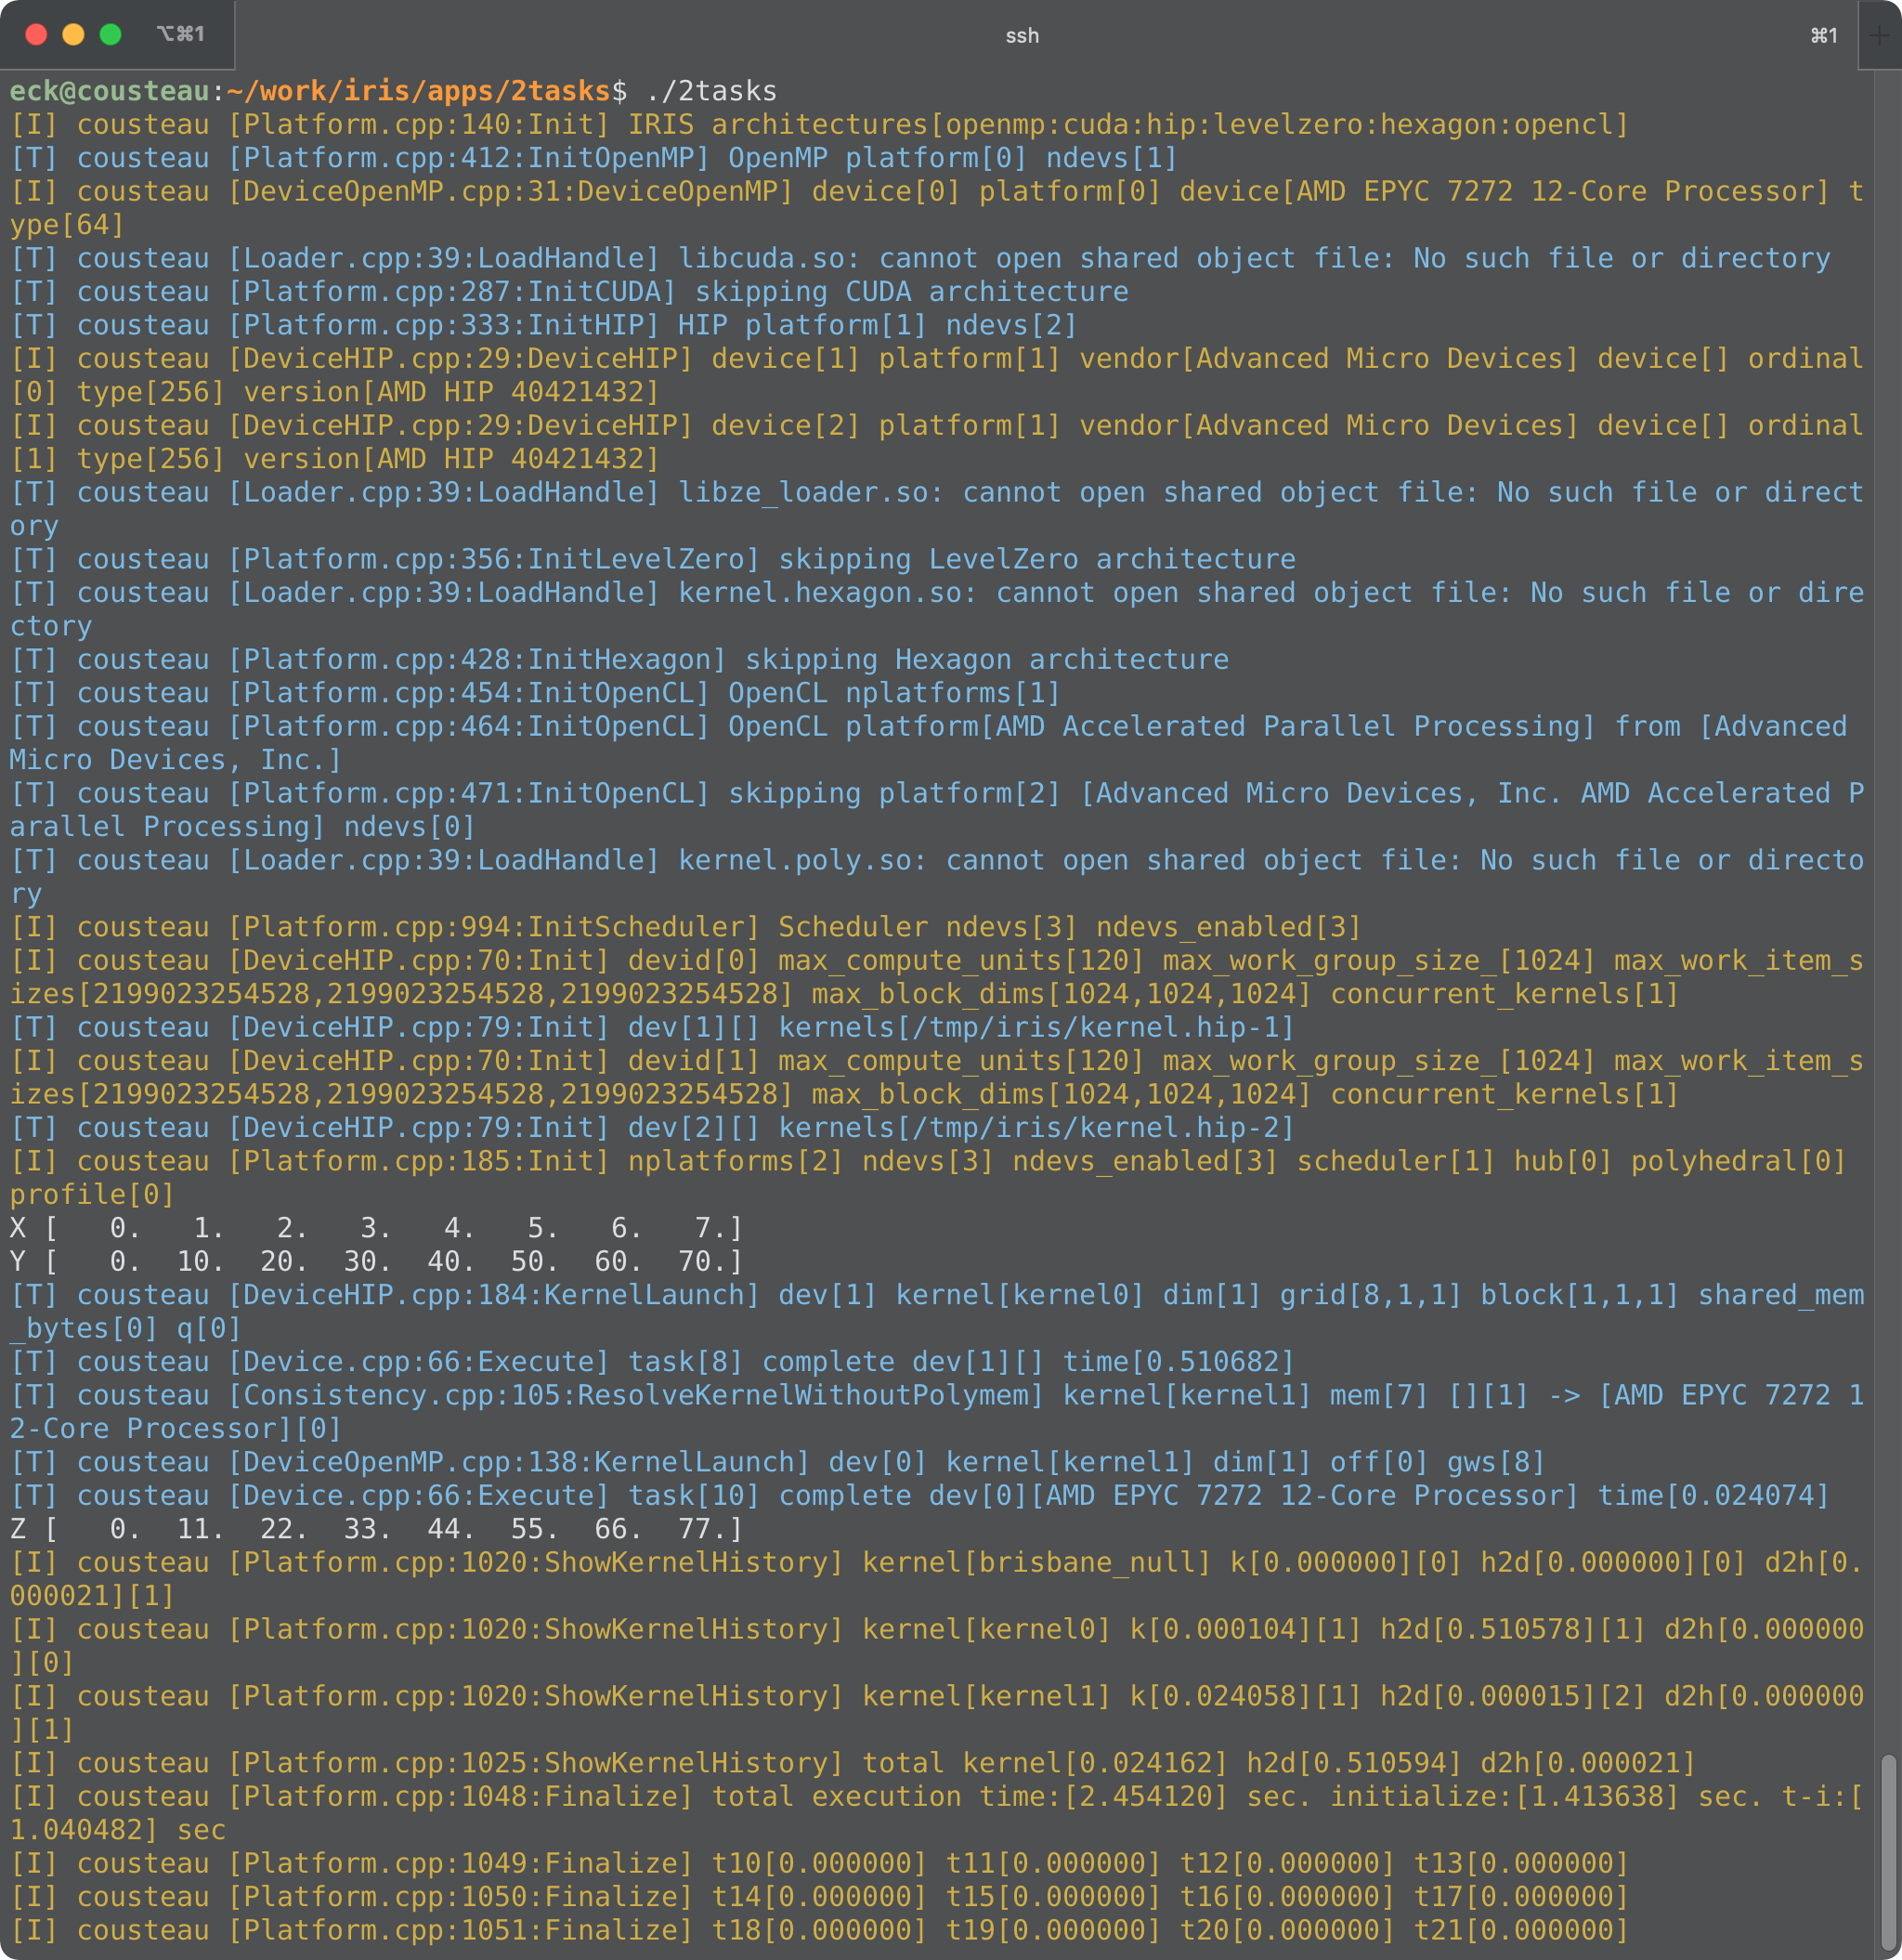 ⌥⌘1 ssh ⌘1 +
eck@cousteau:~/work/iris/apps/2tasks$ ./2tasks
[I] cousteau [Platform.cpp:140:Init] IRIS architectures[openmp:cuda:hip:levelzero:hexagon:opencl]
[T] cousteau [Platform.cpp:412:InitOpenMP] OpenMP platform[0] ndevs[1]
[I] cousteau [DeviceOpenMP.cpp:31:DeviceOpenMP] device[0] platform[0] device[AMD EPYC 7272 12-Core Processor] t
ype[64]
[T] cousteau [Loader.cpp:39:LoadHandle] libcuda.so: cannot open shared object file: No such file or directory
[T] cousteau [Platform.cpp:287:InitCUDA] skipping CUDA architecture
[T] cousteau [Platform.cpp:333:InitHIP] HIP platform[1] ndevs[2]
[I] cousteau [DeviceHIP.cpp:29:DeviceHIP] device[1] platform[1] vendor[Advanced Micro Devices] device[] ordinal
[0] type[256] version[AMD HIP 40421432]
[I] cousteau [DeviceHIP.cpp:29:DeviceHIP] device[2] platform[1] vendor[Advanced Micro Devices] device[] ordinal
[1] type[256] version[AMD HIP 40421432]
[T] cousteau [Loader.cpp:39:LoadHandle] libze_loader.so: cannot open shared object file: No such file or direct
ory
[T] cousteau [Platform.cpp:356:InitLevelZero] skipping LevelZero architecture
[T] cousteau [Loader.cpp:39:LoadHandle] kernel.hexagon.so: cannot open shared object file: No such file or dire
ctory
[T] cousteau [Platform.cpp:428:InitHexagon] skipping Hexagon architecture
[T] cousteau [Platform.cpp:454:InitOpenCL] OpenCL nplatforms[1]
[T] cousteau [Platform.cpp:464:InitOpenCL] OpenCL platform[AMD Accelerated Parallel Processing] from [Advanced
Micro Devices, Inc.]
[T] cousteau [Platform.cpp:471:InitOpenCL] skipping platform[2] [Advanced Micro Devices, Inc. AMD Accelerated P
arallel Processing] ndevs[0]
[T] cousteau [Loader.cpp:39:LoadHandle] kernel.poly.so: cannot open shared object file: No such file or directo
ry
[I] cousteau [Platform.cpp:994:InitScheduler] Scheduler ndevs[3] ndevs_enabled[3]
[I] cousteau [DeviceHIP.cpp:70:Init] devid[0] max_compute_units[120] max_work_group_size_[1024] max_work_item_s
izes[2199023254528,2199023254528,2199023254528] max_block_dims[1024,1024,1024] concurrent_kernels[1]
[T] cousteau [DeviceHIP.cpp:79:Init] dev[1][] kernels[/tmp/iris/kernel.hip-1]
[I] cousteau [DeviceHIP.cpp:70:Init] devid[1] max_compute_units[120] max_work_group_size_[1024] max_work_item_s
izes[2199023254528,2199023254528,2199023254528] max_block_dims[1024,1024,1024] concurrent_kernels[1]
[T] cousteau [DeviceHIP.cpp:79:Init] dev[2][] kernels[/tmp/iris/kernel.hip-2]
[I] cousteau [Platform.cpp:185:Init] nplatforms[2] ndevs[3] ndevs_enabled[3] scheduler[1] hub[0] polyhedral[0]
profile[0]
X [   0.   1.   2.   3.   4.   5.   6.   7.]
Y [   0.  10.  20.  30.  40.  50.  60.  70.]
[T] cousteau [DeviceHIP.cpp:184:KernelLaunch] dev[1] kernel[kernel0] dim[1] grid[8,1,1] block[1,1,1] shared_mem
_bytes[0] q[0]
[T] cousteau [Device.cpp:66:Execute] task[8] complete dev[1][] time[0.510682]
[T] cousteau [Consistency.cpp:105:ResolveKernelWithoutPolymem] kernel[kernel1] mem[7] [][1] -> [AMD EPYC 7272 1
2-Core Processor][0]
[T] cousteau [DeviceOpenMP.cpp:138:KernelLaunch] dev[0] kernel[kernel1] dim[1] off[0] gws[8]
[T] cousteau [Device.cpp:66:Execute] task[10] complete dev[0][AMD EPYC 7272 12-Core Processor] time[0.024074]
Z [   0.  11.  22.  33.  44.  55.  66.  77.]
[I] cousteau [Platform.cpp:1020:ShowKernelHistory] kernel[brisbane_null] k[0.000000][0] h2d[0.000000][0] d2h[0.
000021][1]
[I] cousteau [Platform.cpp:1020:ShowKernelHistory] kernel[kernel0] k[0.000104][1] h2d[0.510578][1] d2h[0.000000
][0]
[I] cousteau [Platform.cpp:1020:ShowKernelHistory] kernel[kernel1] k[0.024058][1] h2d[0.000015][2] d2h[0.000000
][1]
[I] cousteau [Platform.cpp:1025:ShowKernelHistory] total kernel[0.024162] h2d[0.510594] d2h[0.000021]
[I] cousteau [Platform.cpp:1048:Finalize] total execution time:[2.454120] sec. initialize:[1.413638] sec. t-i:[
1.040482] sec
[I] cousteau [Platform.cpp:1049:Finalize] t10[0.000000] t11[0.000000] t12[0.000000] t13[0.000000]
[I] cousteau [Platform.cpp:1050:Finalize] t14[0.000000] t15[0.000000] t16[0.000000] t17[0.000000]
[I] cousteau [Platform.cpp:1051:Finalize] t18[0.000000] t19[0.000000] t20[0.000000] t21[0.000000]